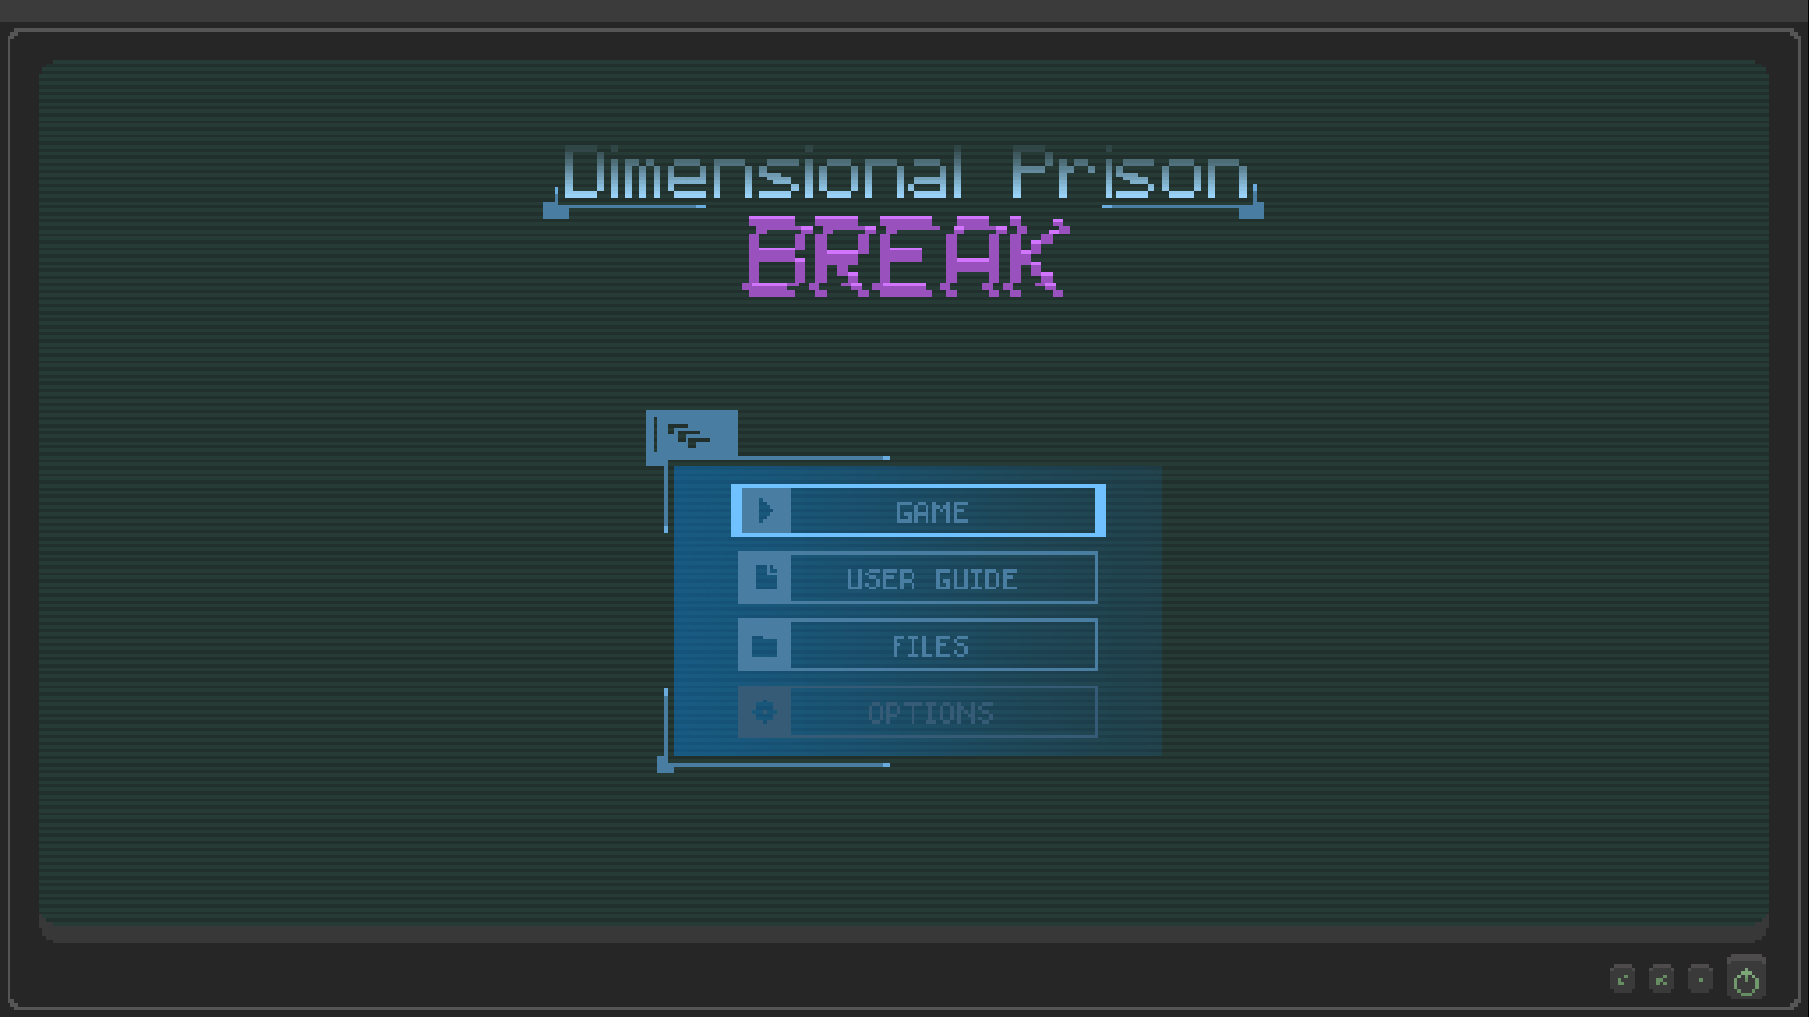 Dimensional Prison
BREAK
GAME
USER GUIDE
FILES
OPTIONS